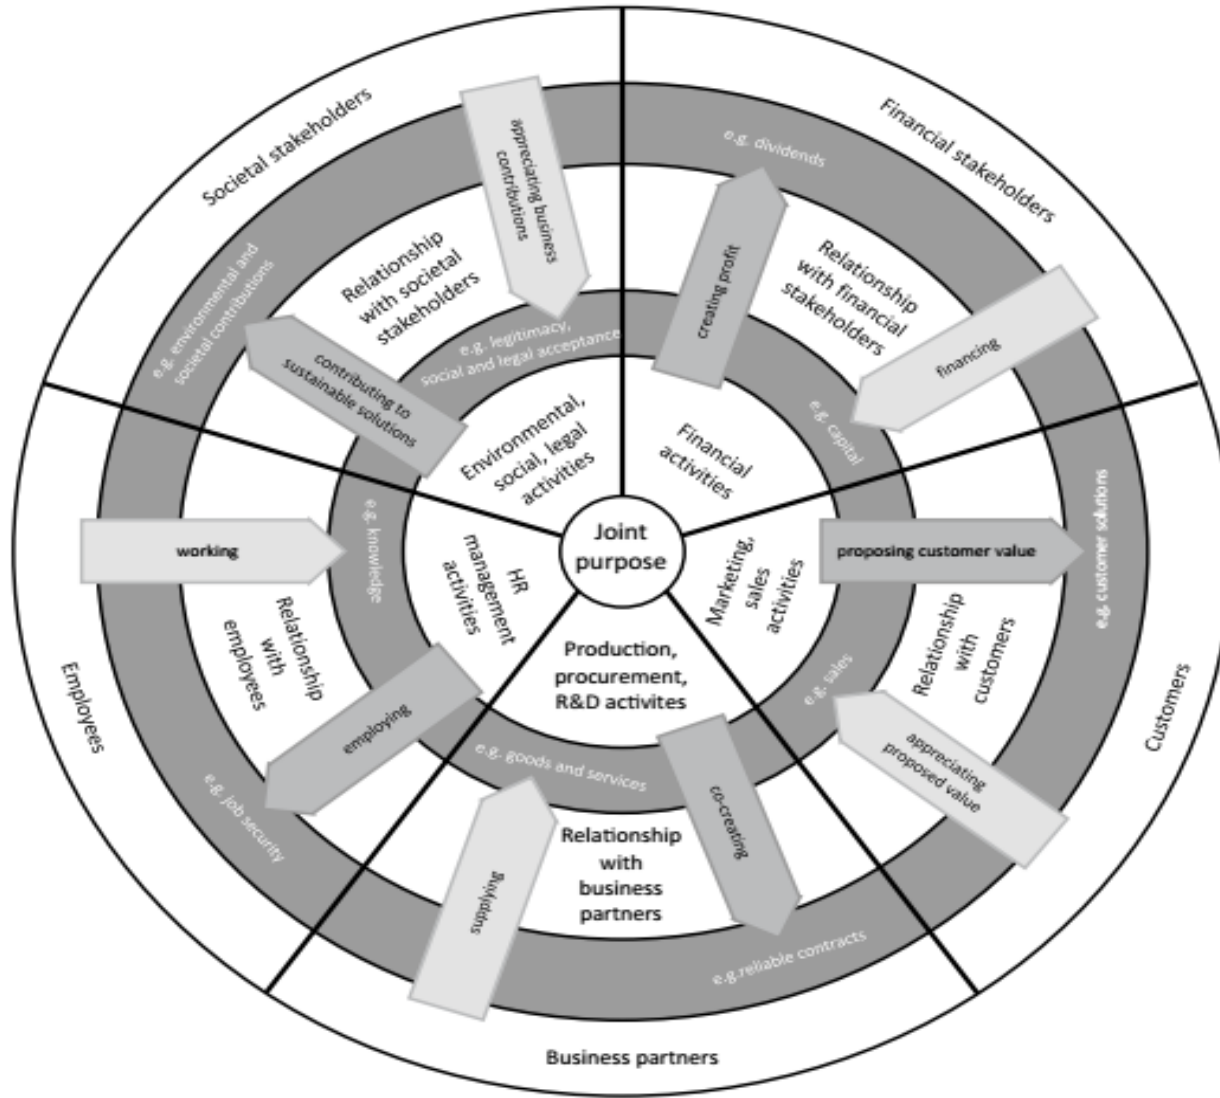 Societal stakeholders
Financial stakeholders
appreciating business
contributions
e.g. dividends
e.g. environmental and
societal contributions
Relationship
with societal
stakeholders
creating profit
Relationship
with financial
stakeholders
financing
e.g. legitimacy,
social and legal acceptance
contributing to
sustainable solutions
e.g. capital
Environmental,
social, legal
activities
Financial
activities
e.g. customer solutions
working
e.g. knowledge
HR
management
activities
Joint
purpose
Marketing,
sales
activities
proposing customer value
Relationship
with
employees
Relationship
with
customers
Employees
Customers
Production,
procurement,
R&D activites
e.g. sales
employing
appreciating
proposed value
e.g. goods and services
co-creating
e.g. job security
Relationship
with
business
partners
supplying
e.g.reliable contracts
Business partners